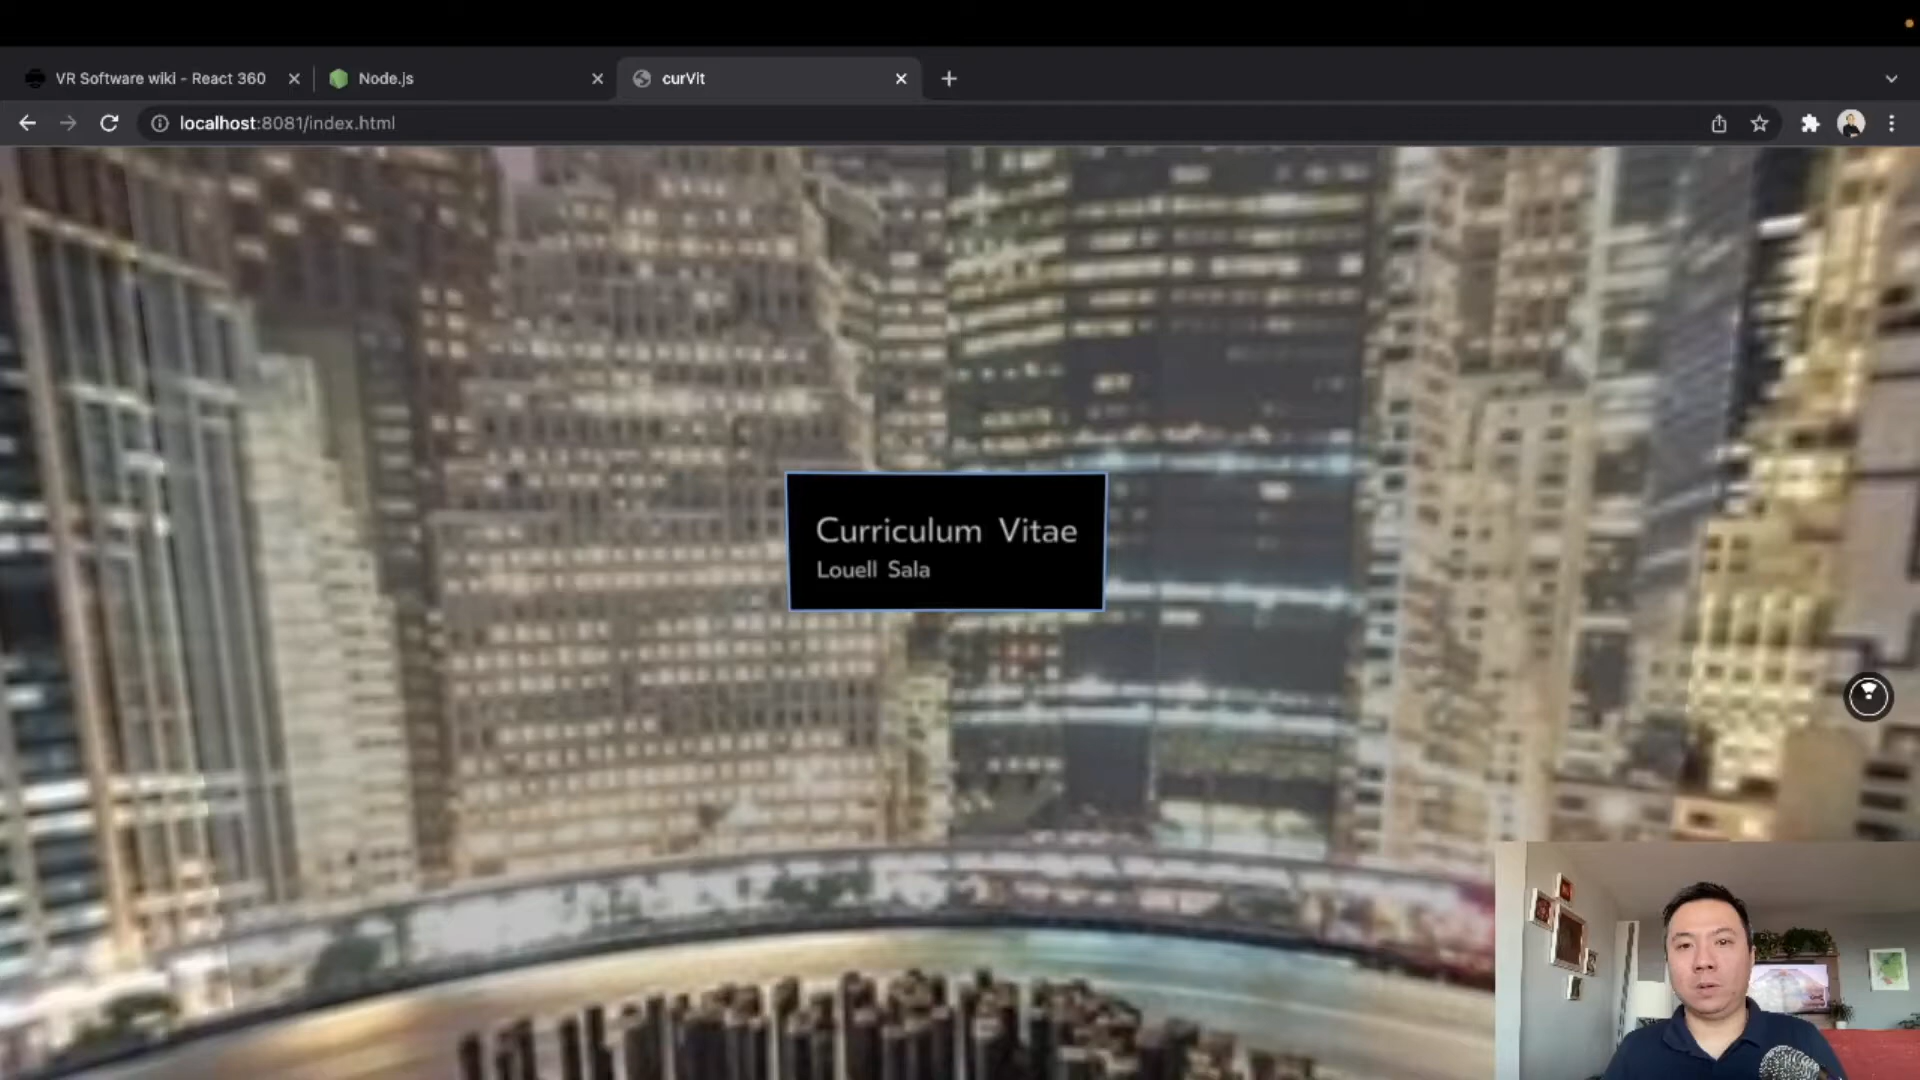 VR Software wiki - React 360
Node.js
curVit
localhost:8081/index.html
Curriculum Vitae
Louell Sala